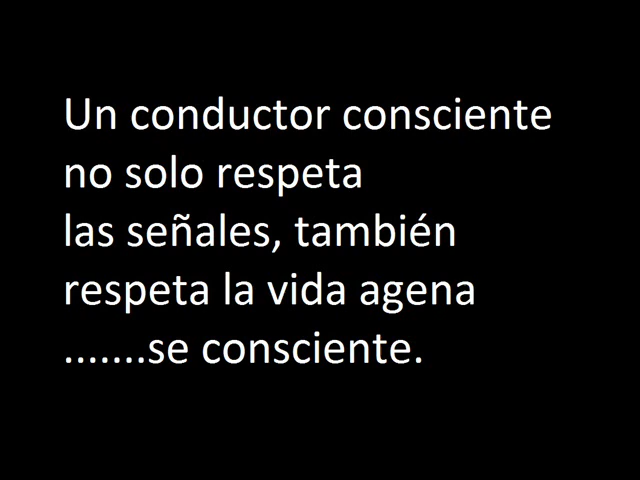 Un conductor consciente
no solo respeta
las señales, también
respeta la vida agena
.......se consciente.